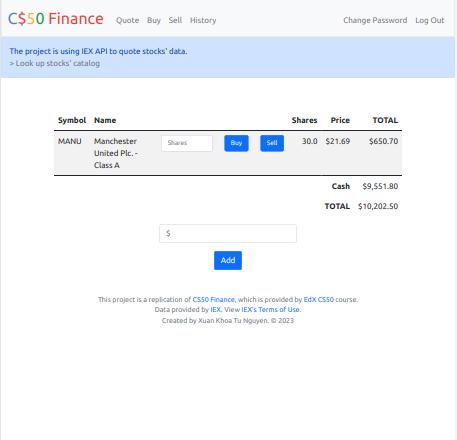 C$50 Finance Quote Buy Sell History Change Password Log Out
The project is using IEX API to quote stocks' data.
> Look up stocks' catalog
Symbol Name Shares Price TOTAL
MANU Manchester Shares Buy Sell 30.0 $21.69 $650.70
United Plc. -
Class A
Cash $9,551.80
TOTAL $10,202.50
$
Add
This project is a replication of CS50 Finance, which is provided by EdX CS50 course.
Data provided by IEX. View IEX's Terms of Use.
Created by Xuan Khoa Tu Nguyen. © 2023